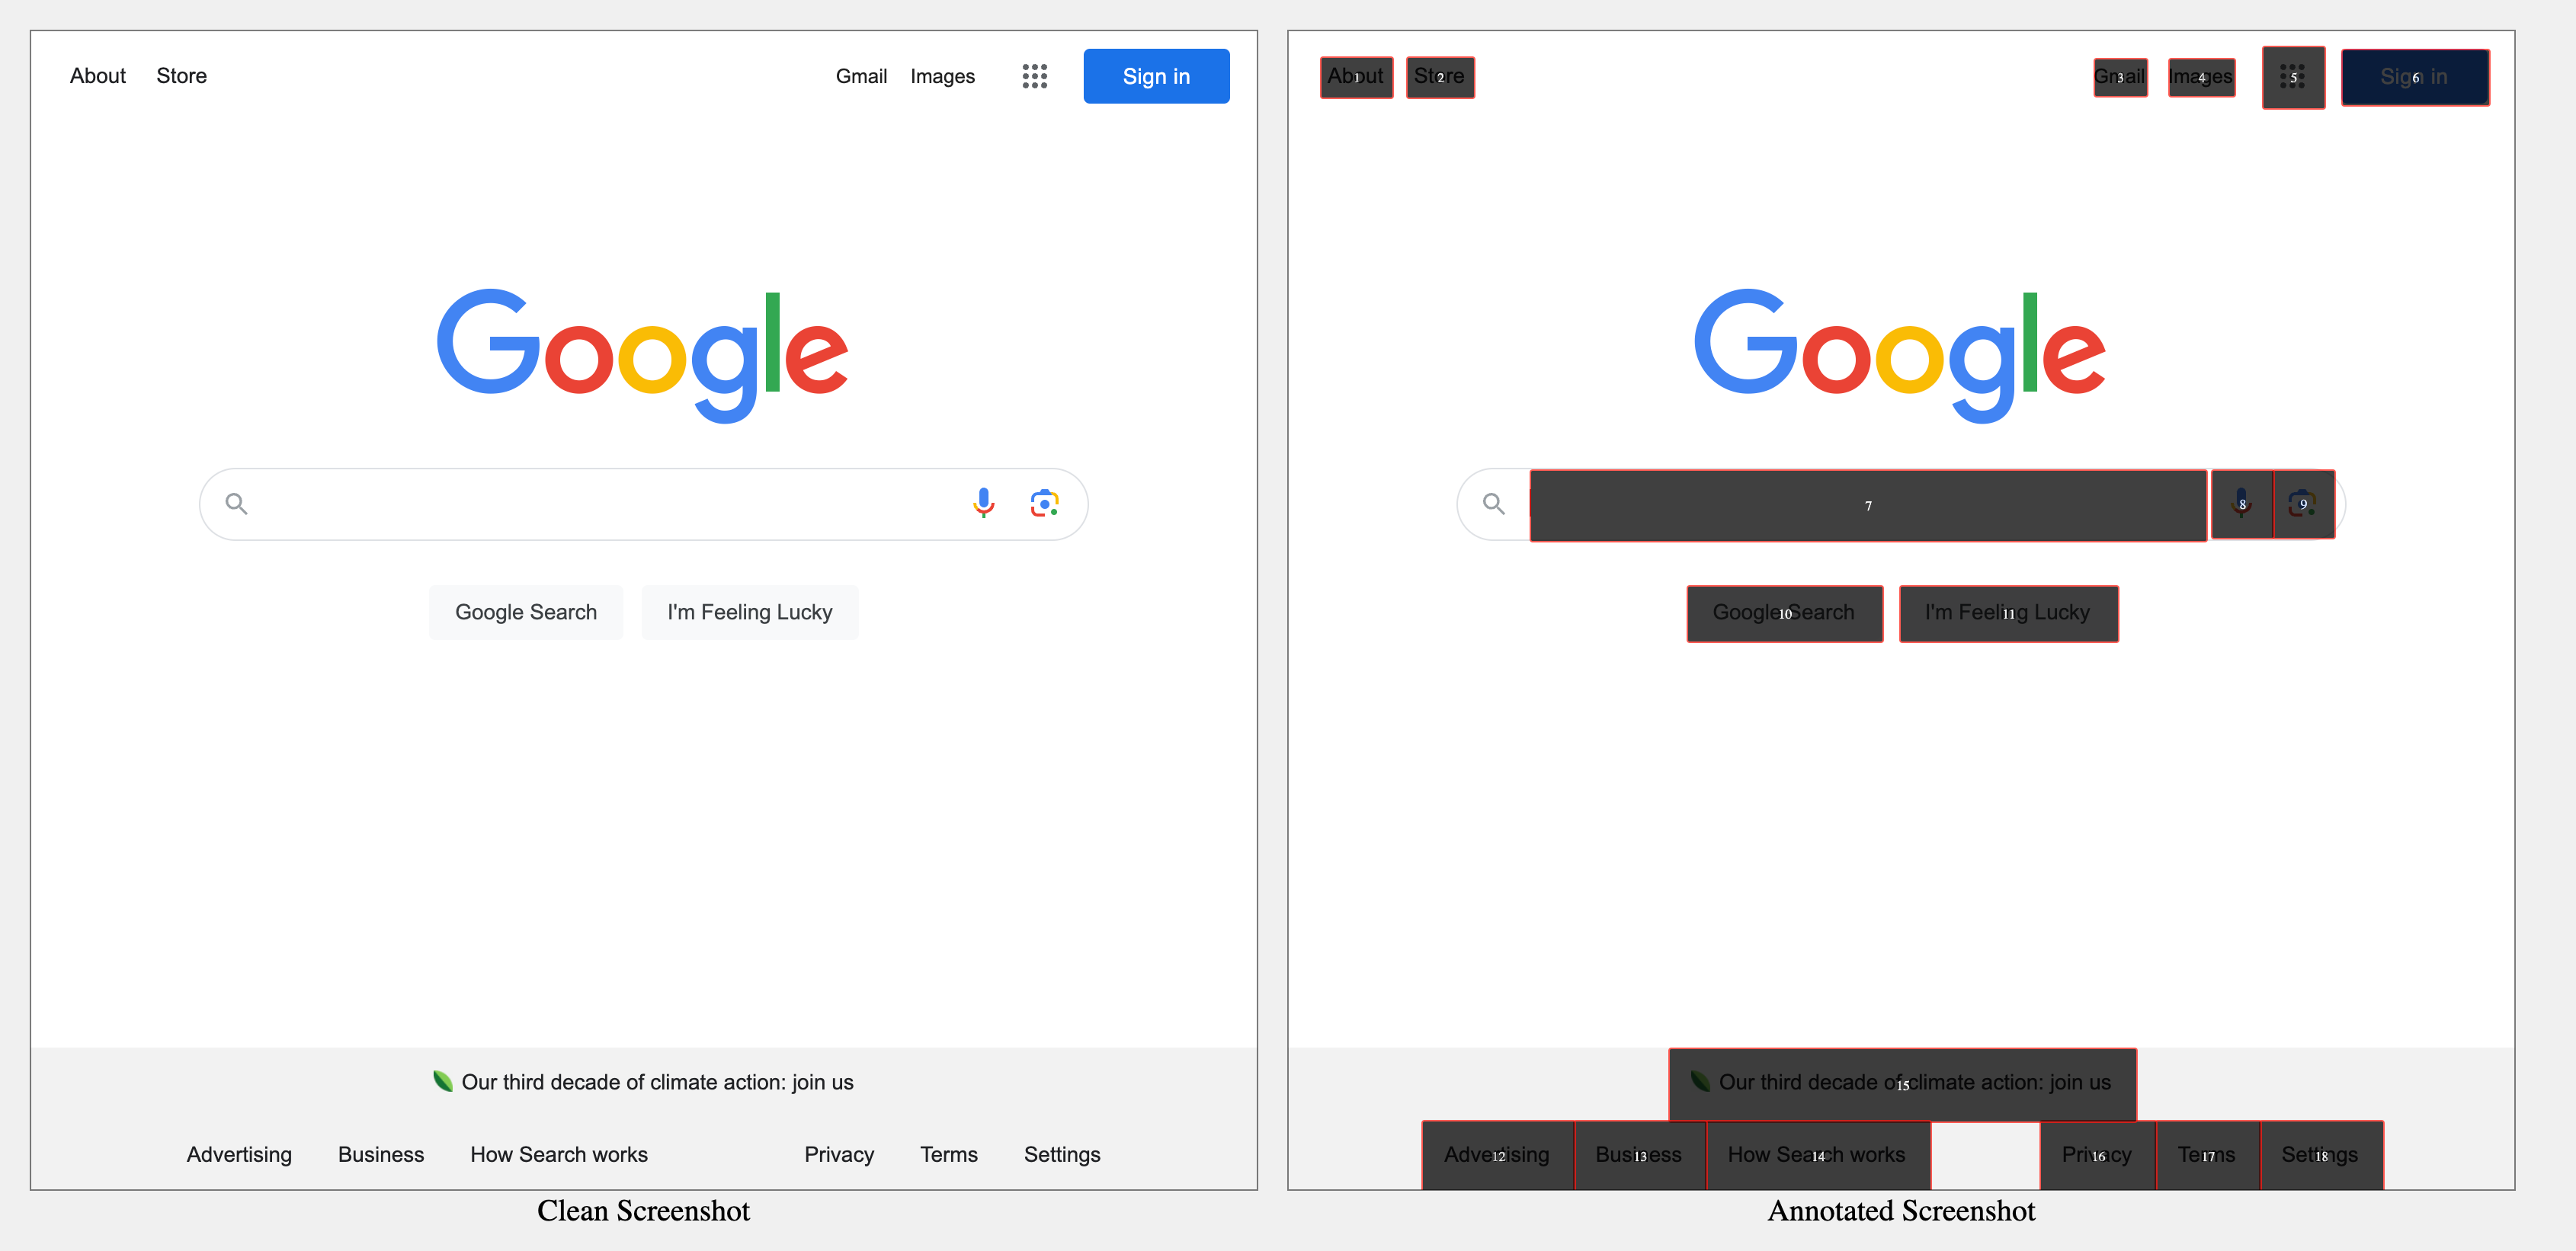 About Store Gmail Images Sign in
Google
Google Search I'm Feeling Lucky
Our third decade of climate action: join us
Advertising Business How Search works Privacy Terms Settings
Clean Screenshot
About 1 Store 2 Gmail 3 Images 4 5 Sign in 6
Google
7 8 9
Google Search 10 I'm Feeling Lucky 11
Our third decade of climate action: join us 15
Advertising 12 Business 13 How Search works 14 Privacy 16 Terms 17 Settings 18
Annotated Screenshot